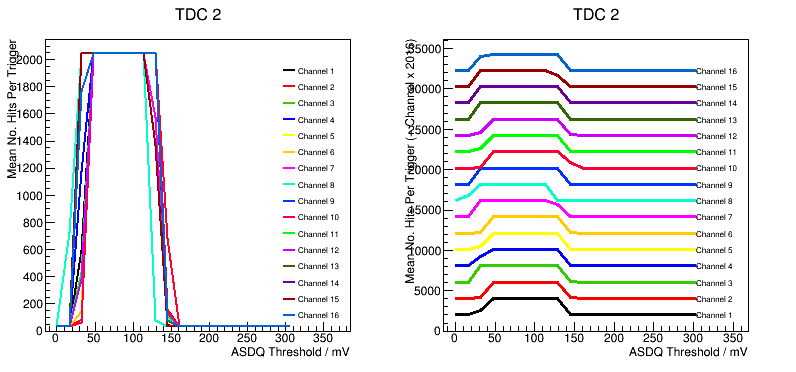 TDC 2
Mean No. Hits Per Trigger
2000
1800
1600
1400
1200
1000
800
600
400
200
0
0 50 100 150 200 250 300 350
ASDQ Threshold / mV
Channel 1
Channel 2
Channel 3
Channel 4
Channel 5
Channel 6
Channel 7
Channel 8
Channel 9
Channel 10
Channel 11
Channel 12
Channel 13
Channel 14
Channel 15
Channel 16
TDC 2
Mean No. Hits Per Trigger (+ Channel x 2016)
35000
30000
25000
20000
15000
10000
5000
0
0 50 100 150 200 250 300 350
ASDQ Threshold / mV
Channel 16
Channel 15
Channel 14
Channel 13
Channel 12
Channel 11
Channel 10
Channel 9
Channel 8
Channel 7
Channel 6
Channel 5
Channel 4
Channel 3
Channel 2
Channel 1